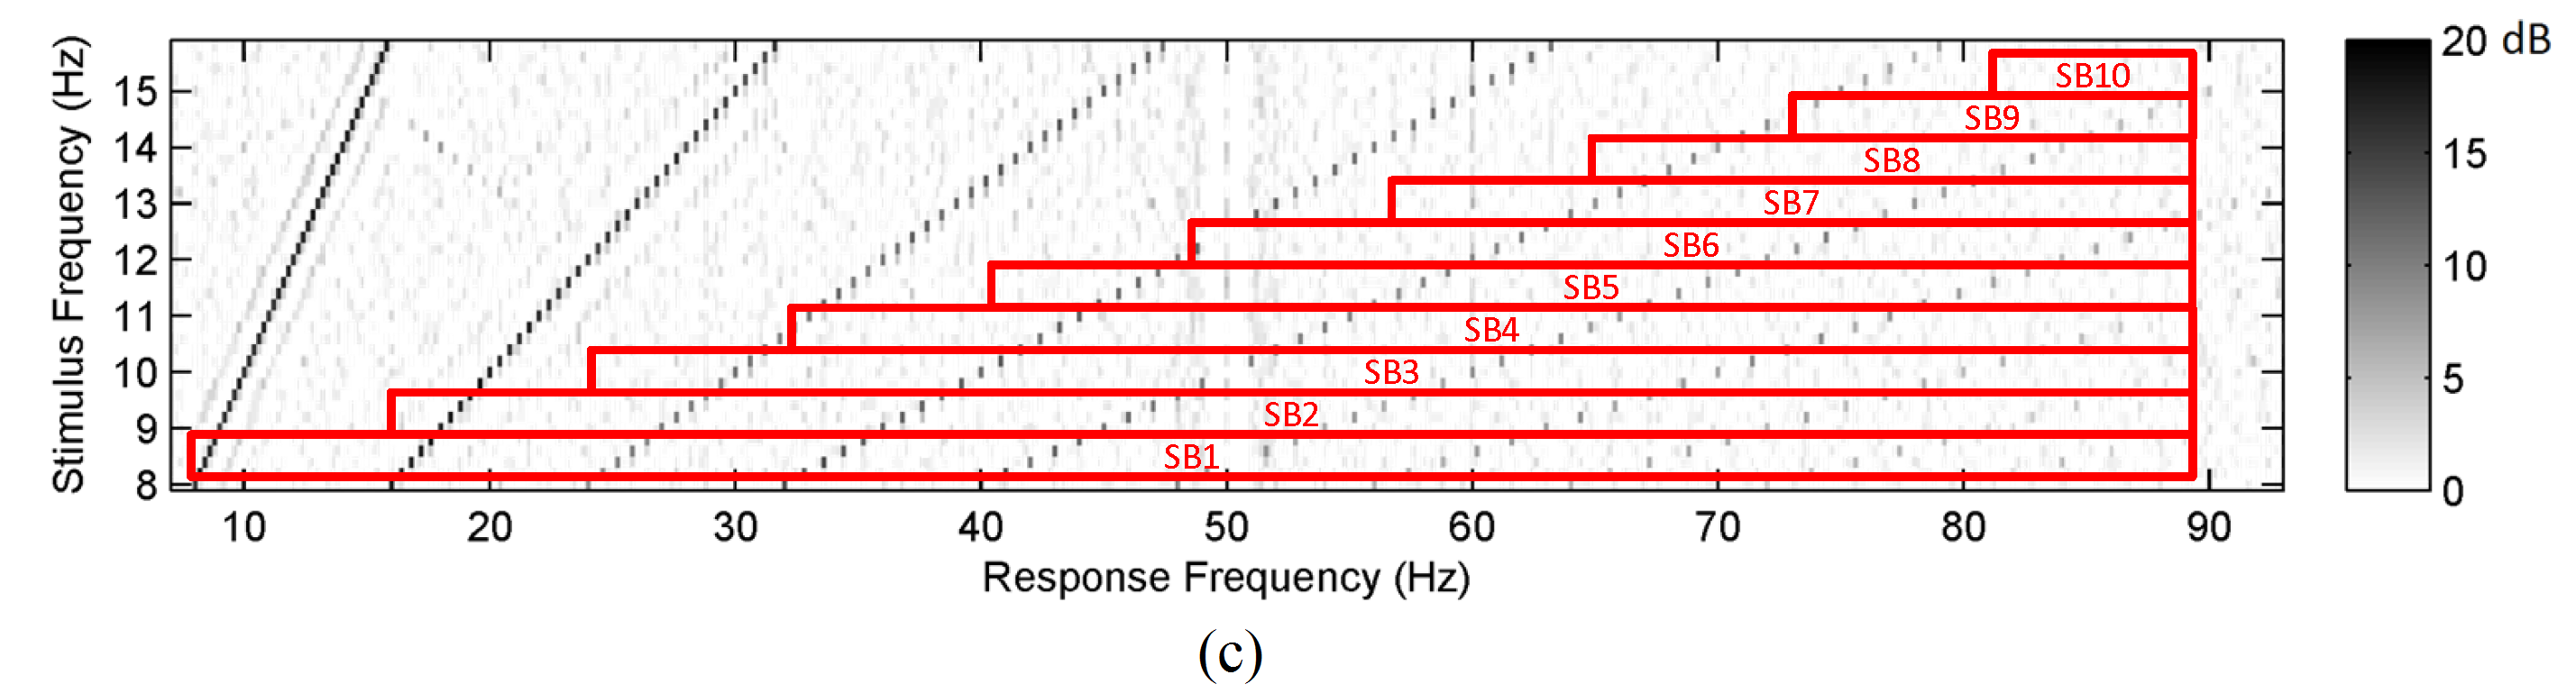 20 dB
SB10
15
SB9
14
15
SB8
13
SB7
12
SB6
10
SB5
11
SB4
10
SB3
5
9
SB2
8
SB1
0
Stimulus Frequency (Hz)
10 20 30 40 50 60 70 80 90
Response Frequency (Hz)
(c)